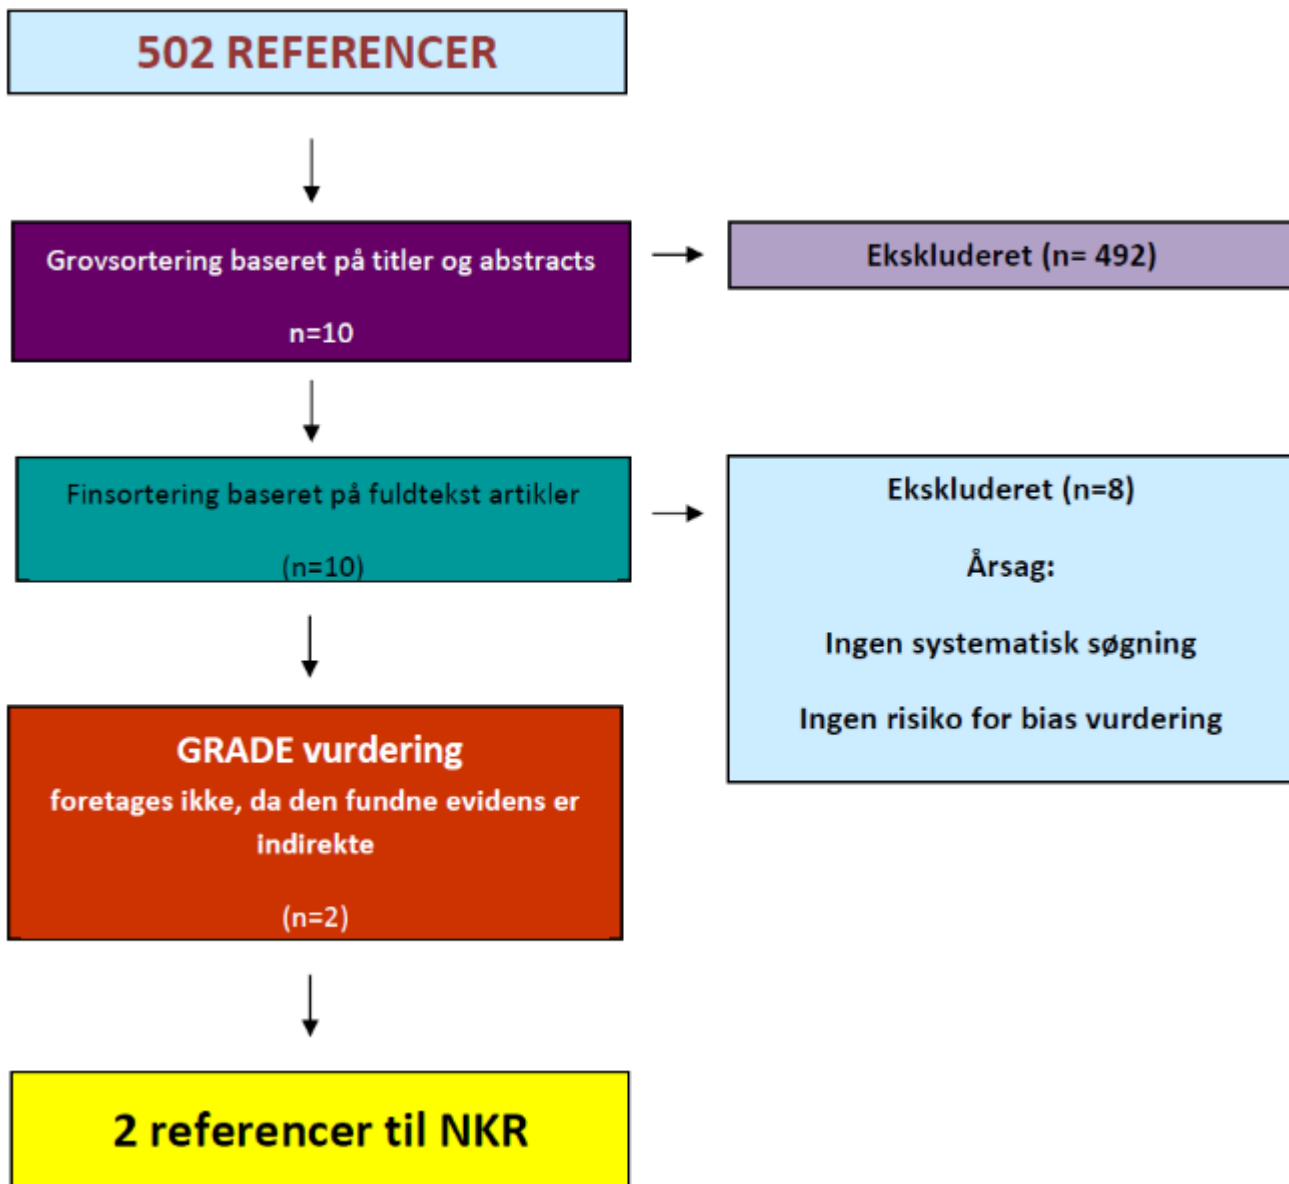 502 REFERENCER
Grovsortering baseret på titler og abstracts
n=10
Ekskluderet (n= 492)
Finsortering baseret på fuldtekst artikler
(n=10)
Ekskluderet (n=8)
Årsag:
Ingen systematisk søgning
Ingen risiko for bias vurdering
GRADE vurdering
foretages ikke, da den fundne evidens er
indirekte
(n=2)
2 referencer til NKR